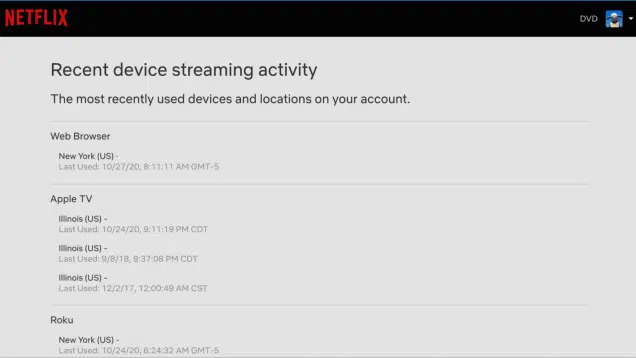 NETFLIX
DVD
Recent device streaming activity
The most recently used devices and locations on your account.
Web Browser
New York (US) -
Last Used: 10/27/20, 8:11:11 AM GMT-5
Apple TV
Illinois (US) -
Last Used: 10/24/20, 9:11:19 PM CDT
Illinois (US) -
Last Used: 9/8/18, 9:37:08 PM CDT
Illinois (US) -
Last Used: 12/2/17, 12:00:49 AM CST
Roku
New York (US) -
Last Used: 10/24/20, 8:24:32 AM GMT-5